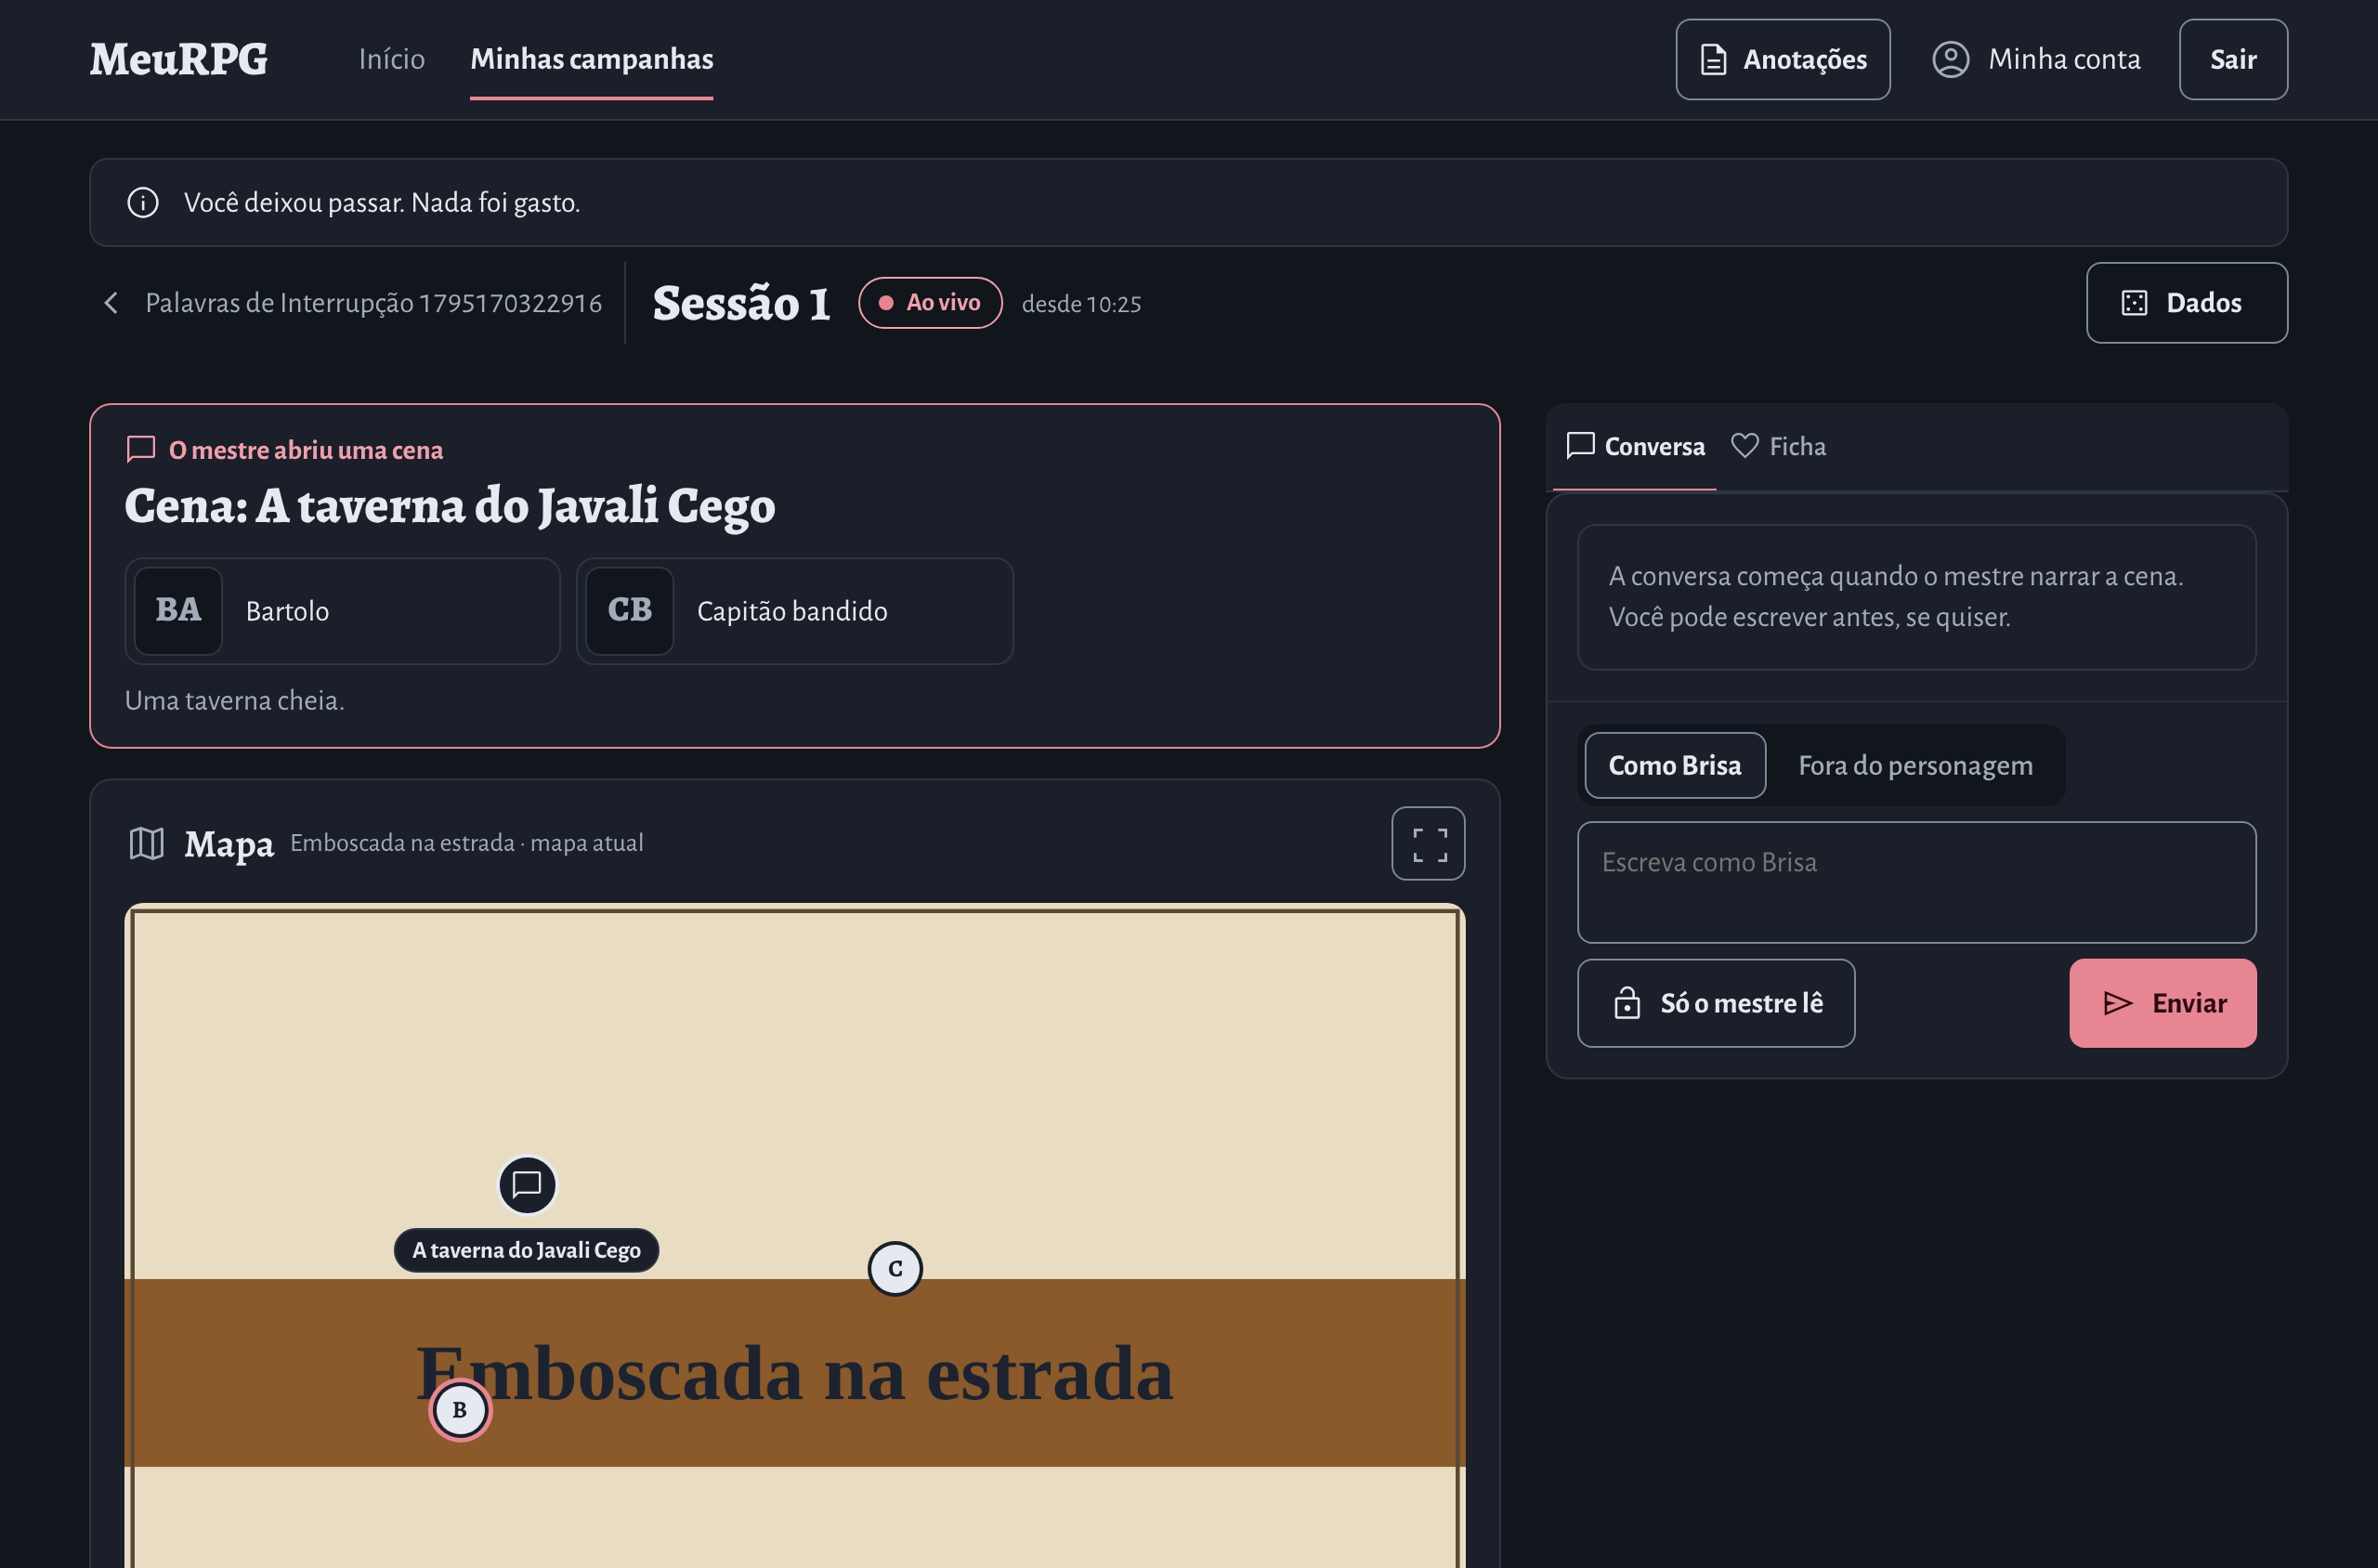 MeuRPG
Início
Minhas campanhas
Anotações
Minha conta
Sair
Você deixou passar. Nada foi gasto.
Palavras de Interrupção 1795170322916
Sessão 1
Ao vivo
desde 10:25
Dados
O mestre abriu uma cena
Cena: A taverna do Javali Cego
BA
Bartolo
CB
Capitão bandido
Uma taverna cheia.
Mapa
Emboscada na estrada · mapa atual
A taverna do Javali Cego
C
Emboscada na estrada
B
Conversa
Ficha
A conversa começa quando o mestre narrar a cena.
Você pode escrever antes, se quiser.
Como Brisa
Fora do personagem
Escreva como Brisa
Só o mestre lê
Enviar